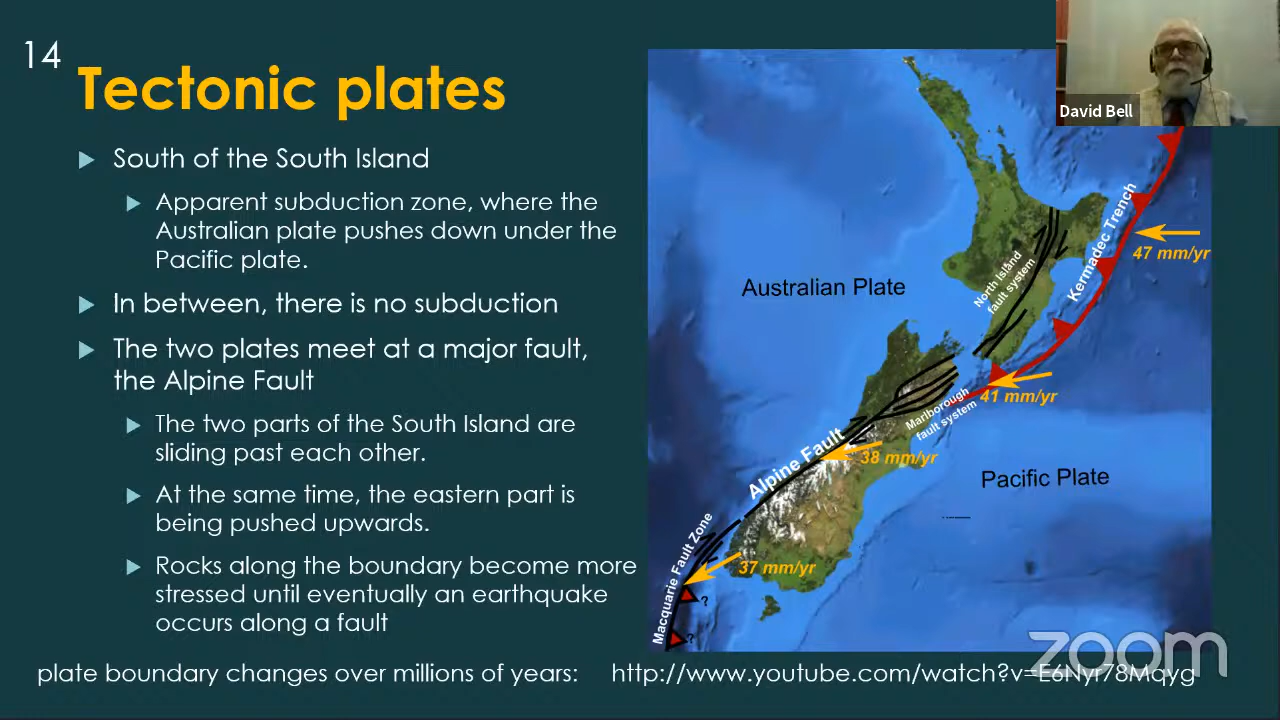 14
Tectonic plates
South of the South Island
Apparent subduction zone, where the
Australian plate pushes down under the
Pacific plate.
In between, there is no subduction
The two plates meet at a major fault,
the Alpine Fault
The two parts of the South Island are
sliding past each other.
At the same time, the eastern part is
being pushed upwards.
Rocks along the boundary become more
stressed until eventually an earthquake
occurs along a fault
plate boundary changes over millions of years: http://www.youtube.com/watch?v=E6Nyr78Mqyg
David Bell
Kermadec Trench
47 mm/yr
North Island
fault system
Australian Plate
41 mm/yr
Marlborough
fault system
Alpine Fault
38 mm/yr
Pacific Plate
Macquarie Fault Zone
37 mm/yr
?
?
zoom